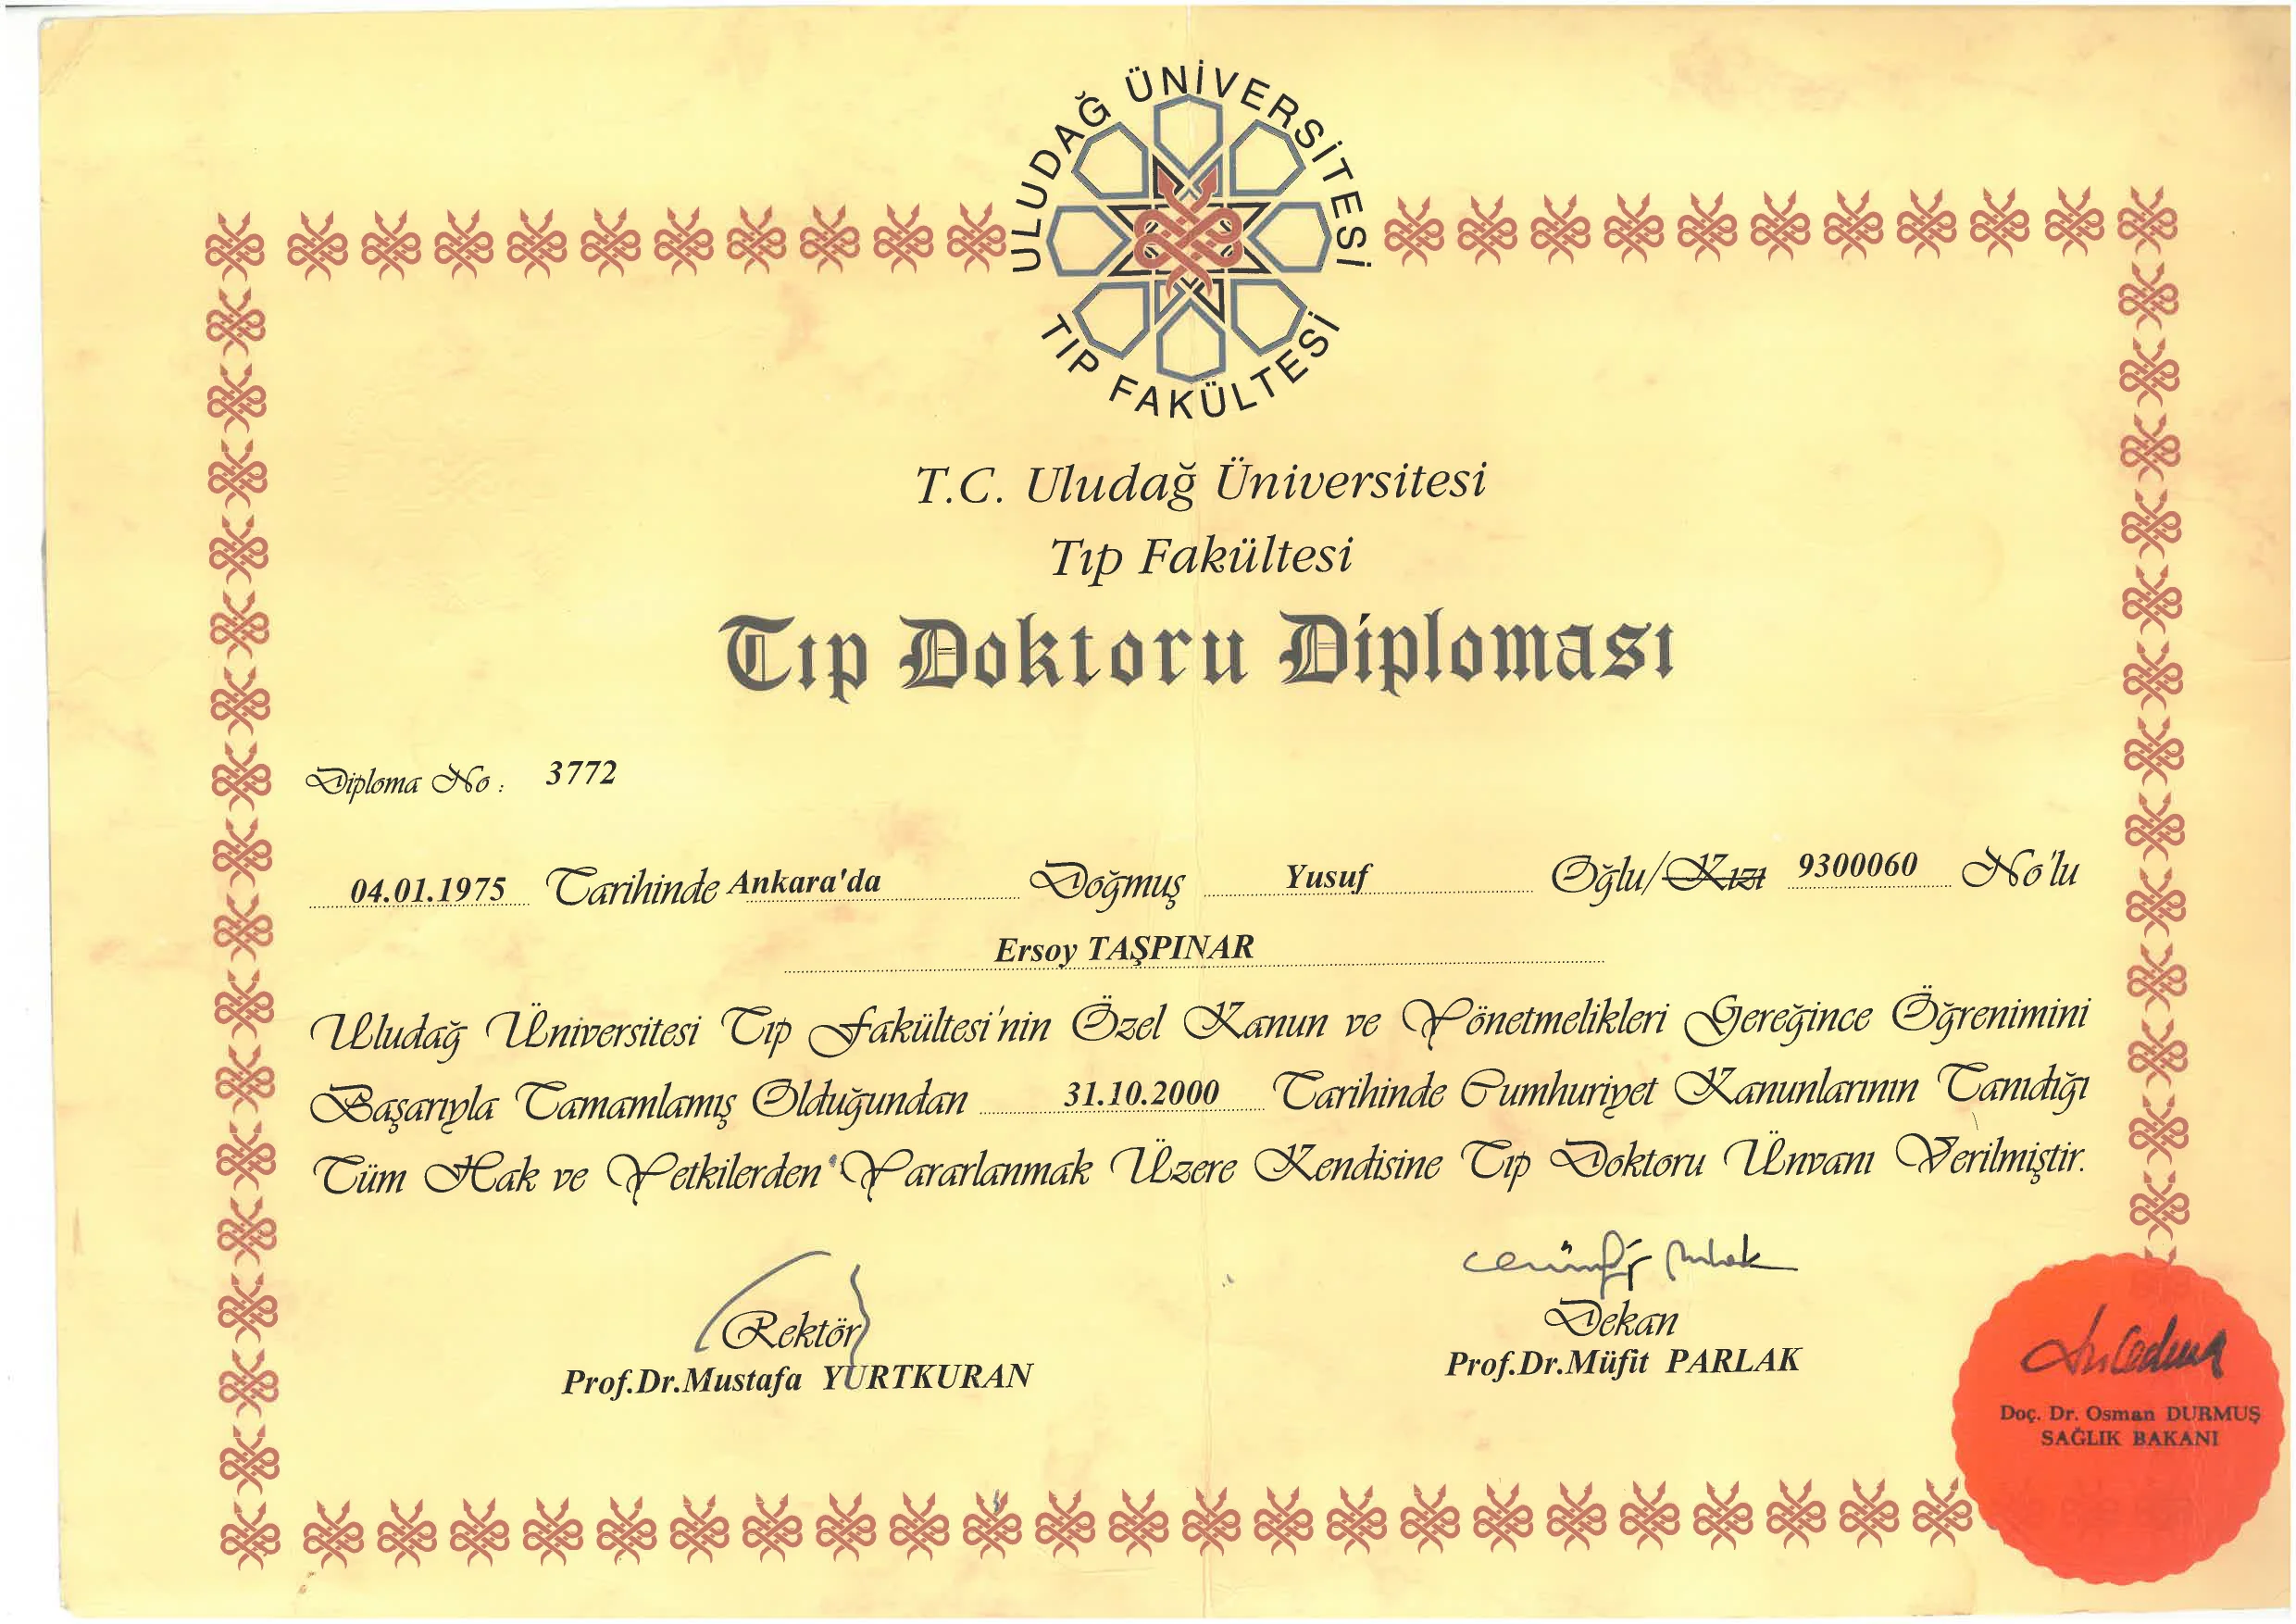 ULUDAĞ ÜNİVERSİTESİ
TIP FAKÜLTESİ
T.C. Uludağ Üniversitesi
Tıp Fakültesi
Tıp Doktoru Diploması
Diploma No : 3772
04.01.1975 Tarihinde Ankara'da Doğmuş Yusuf Oğlu/Kızı 9300060 No'lu
Ersoy TAŞPINAR
Uludağ Üniversitesi Tıp Fakültesi'nin Özel Kanun ve Yönetmelikleri Gereğince Öğrenimini
Başarıyla Tamamlamış Olduğundan 31.10.2000 Tarihinde Cumhuriyet Kanunlarının Tanıdığı
Tüm Hak ve Yetkilerden Yararlanmak Üzere Kendisine Tıp Doktoru Ünvanı Verilmiştir.
Rektör
Prof.Dr.Mustafa YURTKURAN
Dekan
Prof.Dr.Müfit PARLAK
Doç. Dr. Osman DURMUŞ
SAĞLIK BAKANI